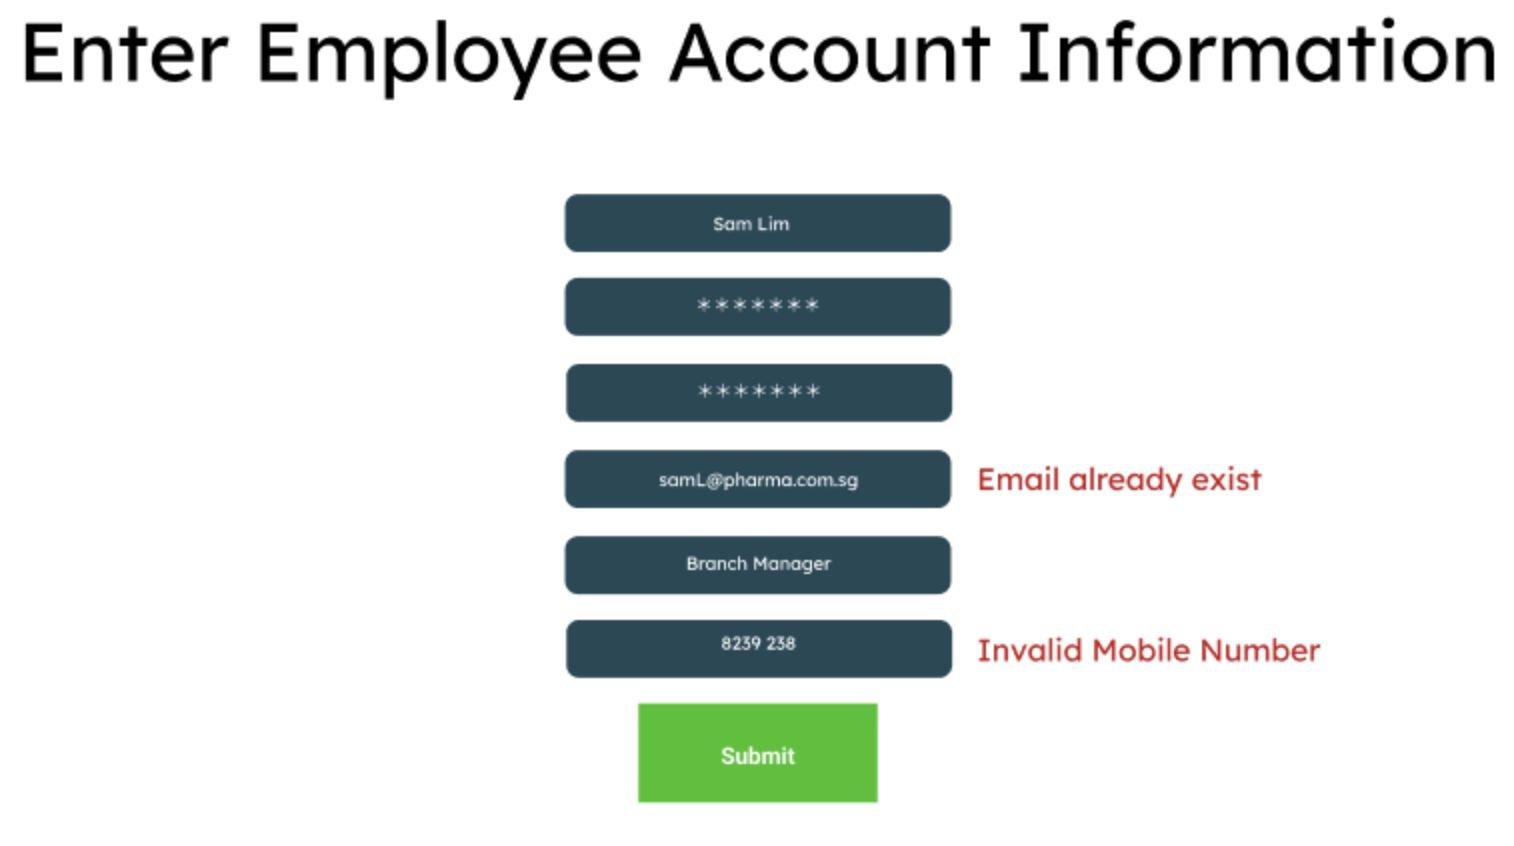 Enter Employee Account Information
Sam Lim
*******
*******
samL@pharma.com.sg
Email already exist
Branch Manager
8239 238
Invalid Mobile Number
Submit